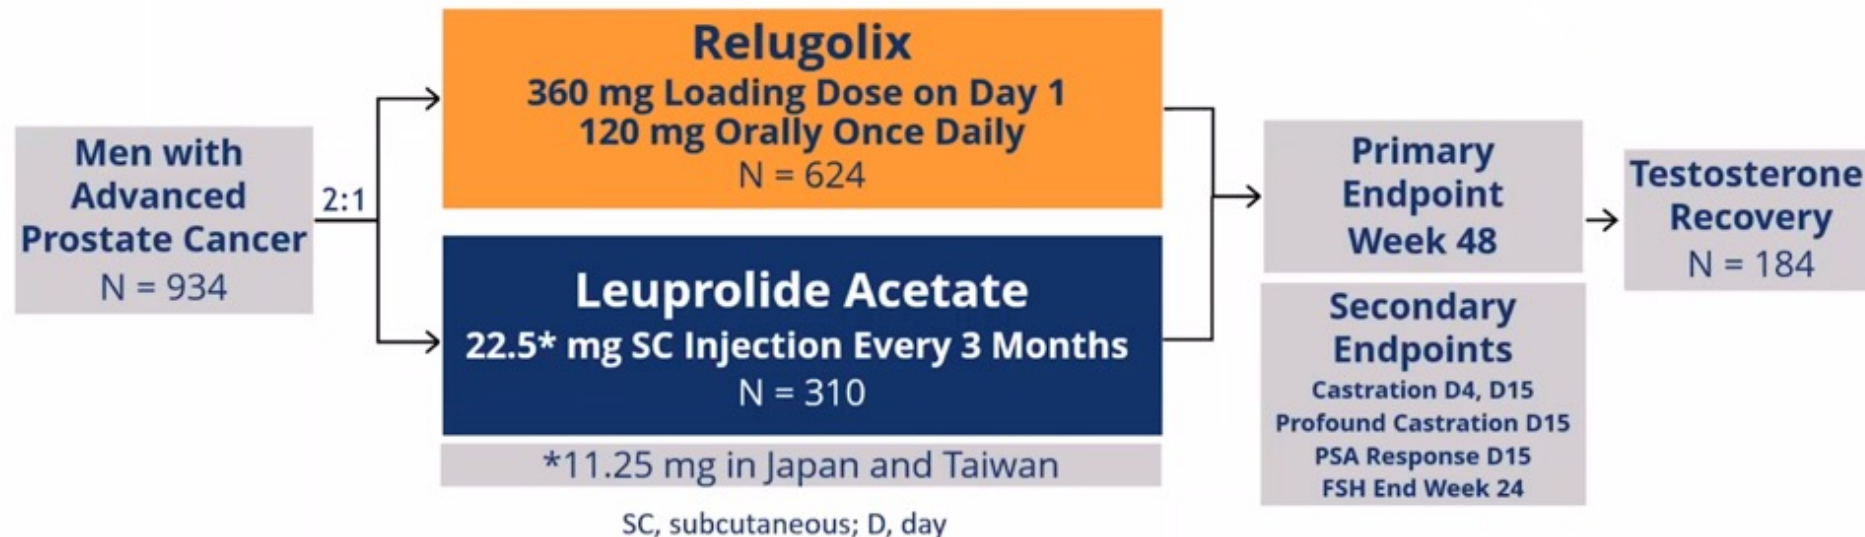 Men with
Advanced
Prostate Cancer
N = 934
2:1
Relugolix
360 mg Loading Dose on Day 1
120 mg Orally Once Daily
N = 624
Leuprolide Acetate
22.5* mg SC Injection Every 3 Months
N = 310
*11.25 mg in Japan and Taiwan
SC, subcutaneous; D, day
Primary
Endpoint
Week 48
Secondary
Endpoints
Castration D4, D15
Profound Castration D15
PSA Response D15
FSH End Week 24
Testosterone
Recovery
N = 184